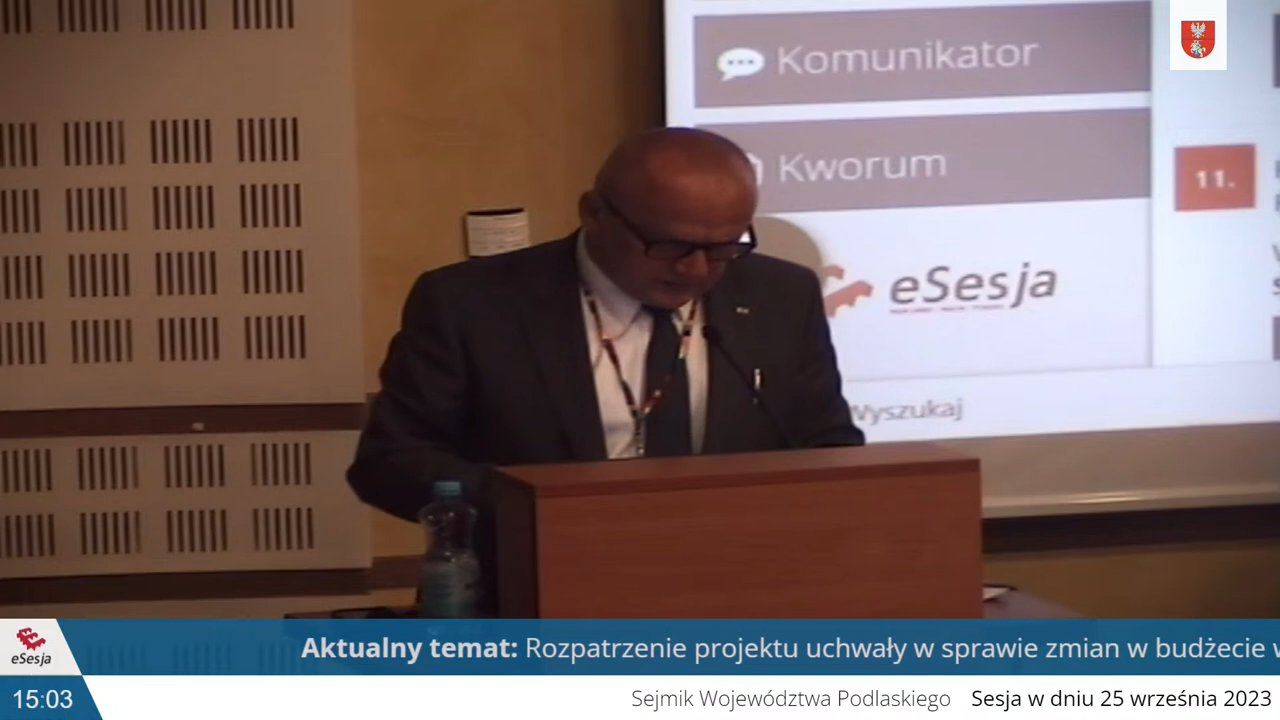 Komunikator
Kworum
11.
eSesja
Wyszukaj
Aktualny temat: Rozpatrzenie projektu uchwały w sprawie zmian w budżecie w
eSesja
15:03
Sejmik Województwa Podlaskiego Sesja w dniu 25 września 2023